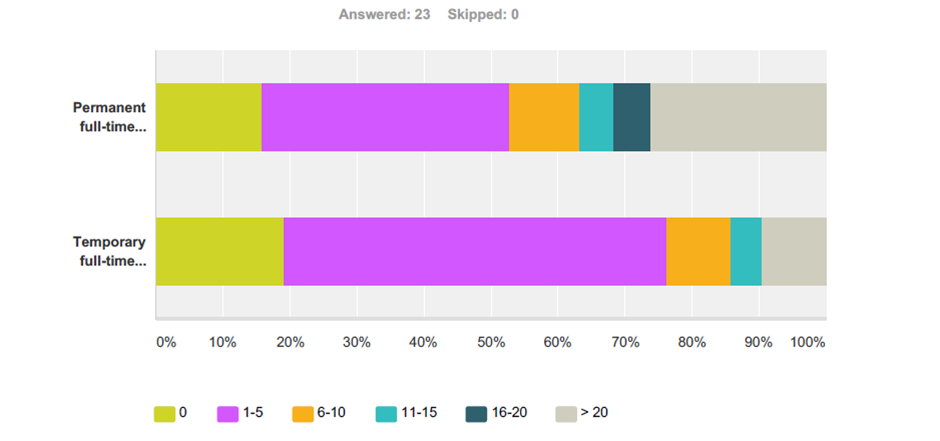 Answered: 23 Skipped: 0
Permanent
full-time...
Temporary
full-time...
0% 10% 20% 30% 40% 50% 60% 70% 80% 90% 100%
0 1-5 6-10 11-15 16-20 > 20